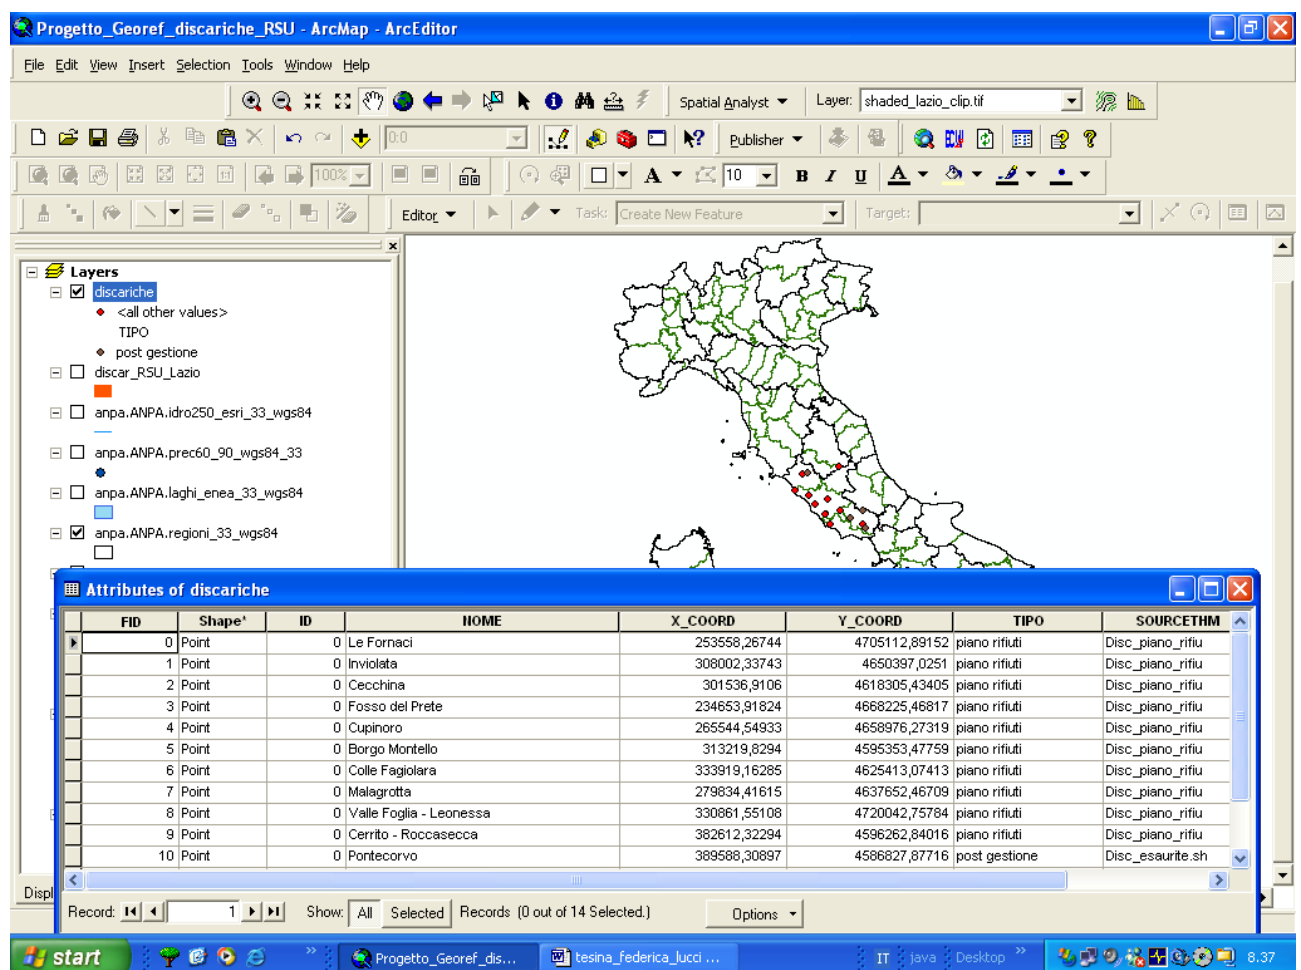 Progetto_Georef_discariche_RSU - ArcMap - ArcEditor
File Edit View Insert Selection Tools Window Help
Spatial Analyst Layer: shaded_lazio_clip.tif
0:0 Publisher
100% 10 B I U A
Editor Task: Create New Feature Target:
Layers
discariche
<all other values>
TIPO
post gestione
discar_RSU_Lazio
anpa.ANPA.idro250_esri_33_wgs84
anpa.ANPA.prec60_90_wgs84_33
anpa.ANPA.laghi_enea_33_wgs84
anpa.ANPA.regioni_33_wgs84
Attributes of discariche
FID Shape* ID NOME X_COORD Y_COORD TIPO SOURCETHM
0 Point 0 Le Fornaci 253558,26744 4705112,89152 piano rifiuti Disc_piano_rifiu
1 Point 0 Inviolata 308002,33743 4650397,0251 piano rifiuti Disc_piano_rifiu
2 Point 0 Cecchina 301536,9106 4618305,43405 piano rifiuti Disc_piano_rifiu
3 Point 0 Fosso del Prete 234653,91824 4668225,46817 piano rifiuti Disc_piano_rifiu
4 Point 0 Cupinoro 265544,54933 4658976,27319 piano rifiuti Disc_piano_rifiu
5 Point 0 Borgo Montello 313219,8294 4595353,47759 piano rifiuti Disc_piano_rifiu
6 Point 0 Colle Fagiolara 333919,16285 4625413,07413 piano rifiuti Disc_piano_rifiu
7 Point 0 Malagrotta 279834,41615 4637652,46709 piano rifiuti Disc_piano_rifiu
8 Point 0 Valle Foglia - Leonessa 330861,55108 4720042,75784 piano rifiuti Disc_piano_rifiu
9 Point 0 Cerrito - Roccasecca 382612,32294 4596262,84016 piano rifiuti Disc_piano_rifiu
10 Point 0 Pontecorvo 389588,30897 4586827,87716 post gestione Disc_esaurite.sh
Displ
Record: 1 Show: All Selected Records (0 out of 14 Selected.) Options
start Progetto_Georef_dis... tesina_federica_lucci ... IT java Desktop 8.37